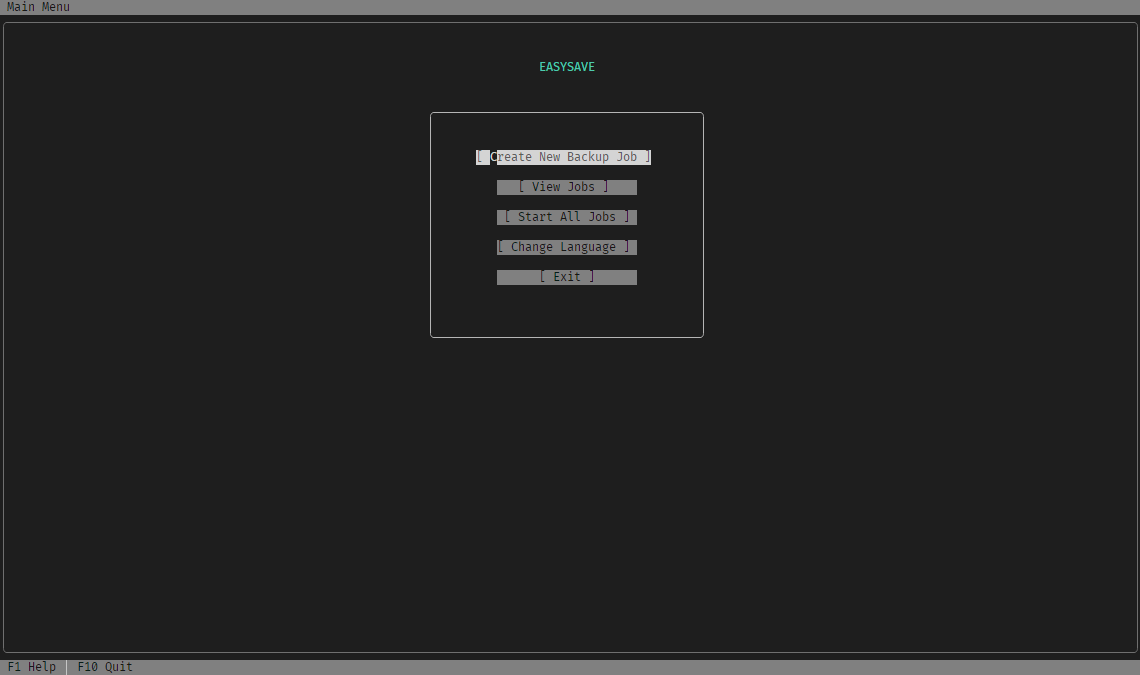 Main Menu
EASYSAVE
[ Create New Backup Job ]
[ View Jobs ]
[ Start All Jobs ]
[ Change Language ]
[ Exit ]
F1 Help │ F10 Quit